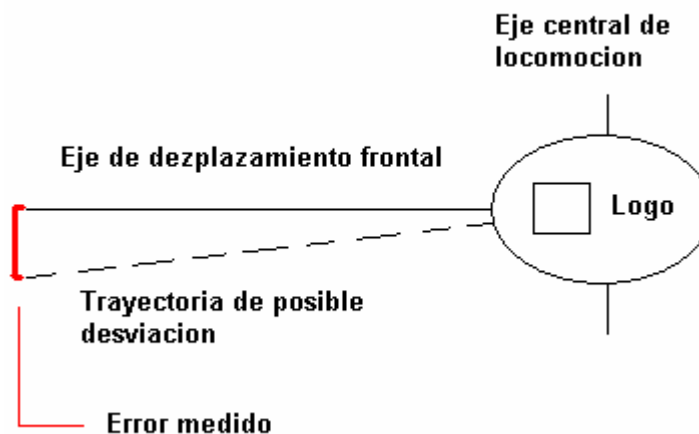 Eje central de
locomocion
Eje de dezplazamiento frontal
Logo
Trayectoria de posible
desviacion
Error medido